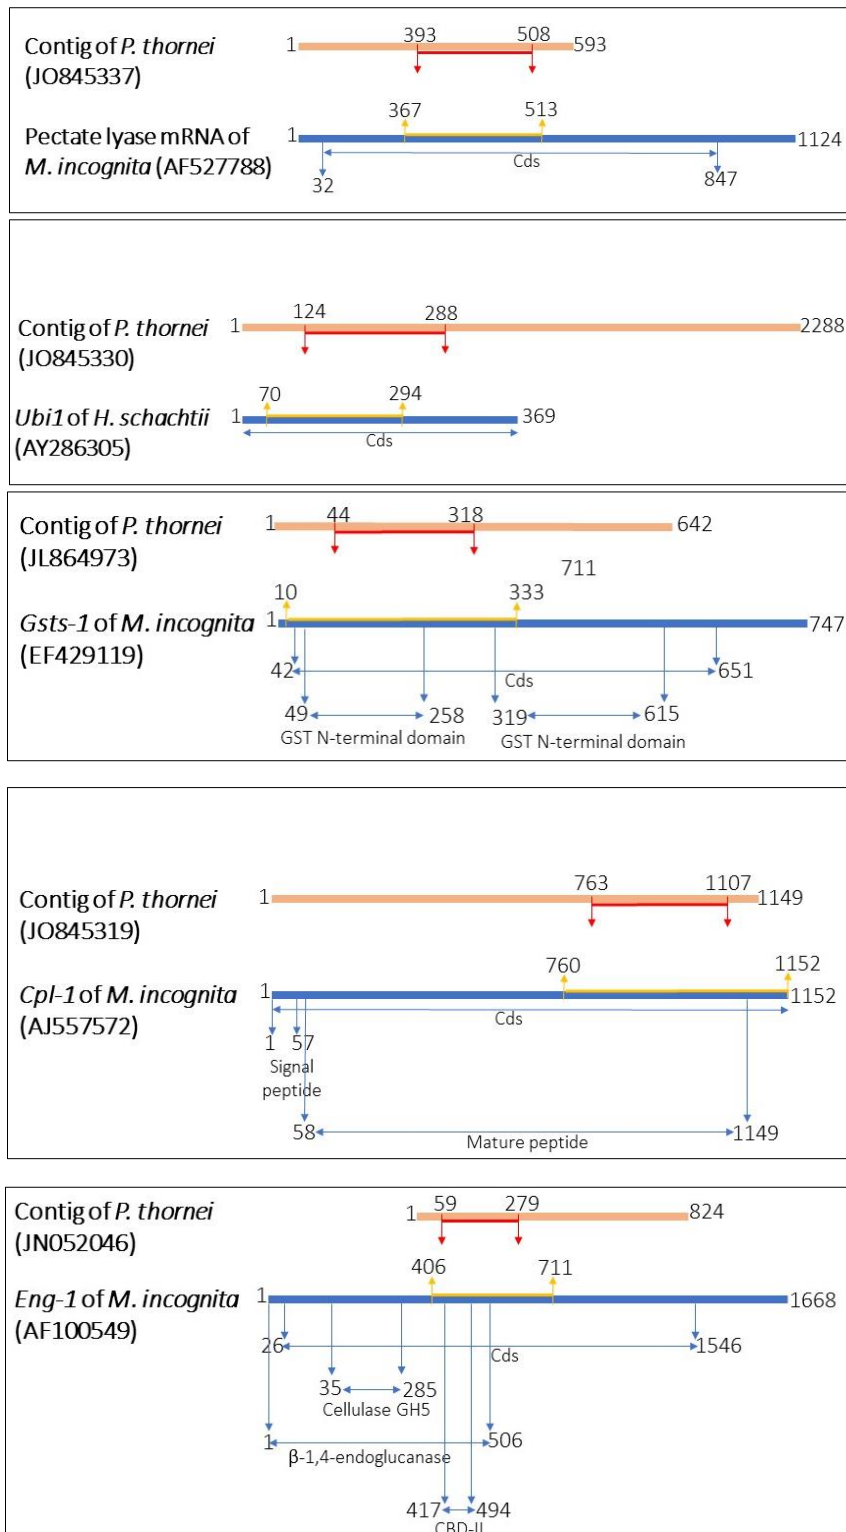 Contig of P. thornei
(JO845337)
1 393 508 593
367 513
Pectate lyase mRNA of
M. incognita (AF527788)
1 1124
Cds
32 847
124 288
Contig of P. thornei
(JO845330)
1 2288
70 294
Ubi1 of H. schachtii
(AY286305)
1 369
Cds
Contig of P. thornei
(JL864973)
1 44 318 642
711
10 333
Gsts-1 of M. incognita
(EF429119)
1 747
42 Cds 651
49 258 319 615
GST N-terminal domain GST N-terminal domain
763 1107
Contig of P. thornei
(JO845319)
1 1149
760 1152
Cpl-1 of M. incognita
(AJ557572)
1 1152
Cds
1 57
Signal
peptide
58 1149
Mature peptide
Contig of P. thornei
(JN052046)
1 59 279 824
406 711
Eng-1 of M. incognita
(AF100549)
1 1668
26 Cds 1546
35 285
Cellulase GH5
1 506
β-1,4-endoglucanase
417 494
CBD-II